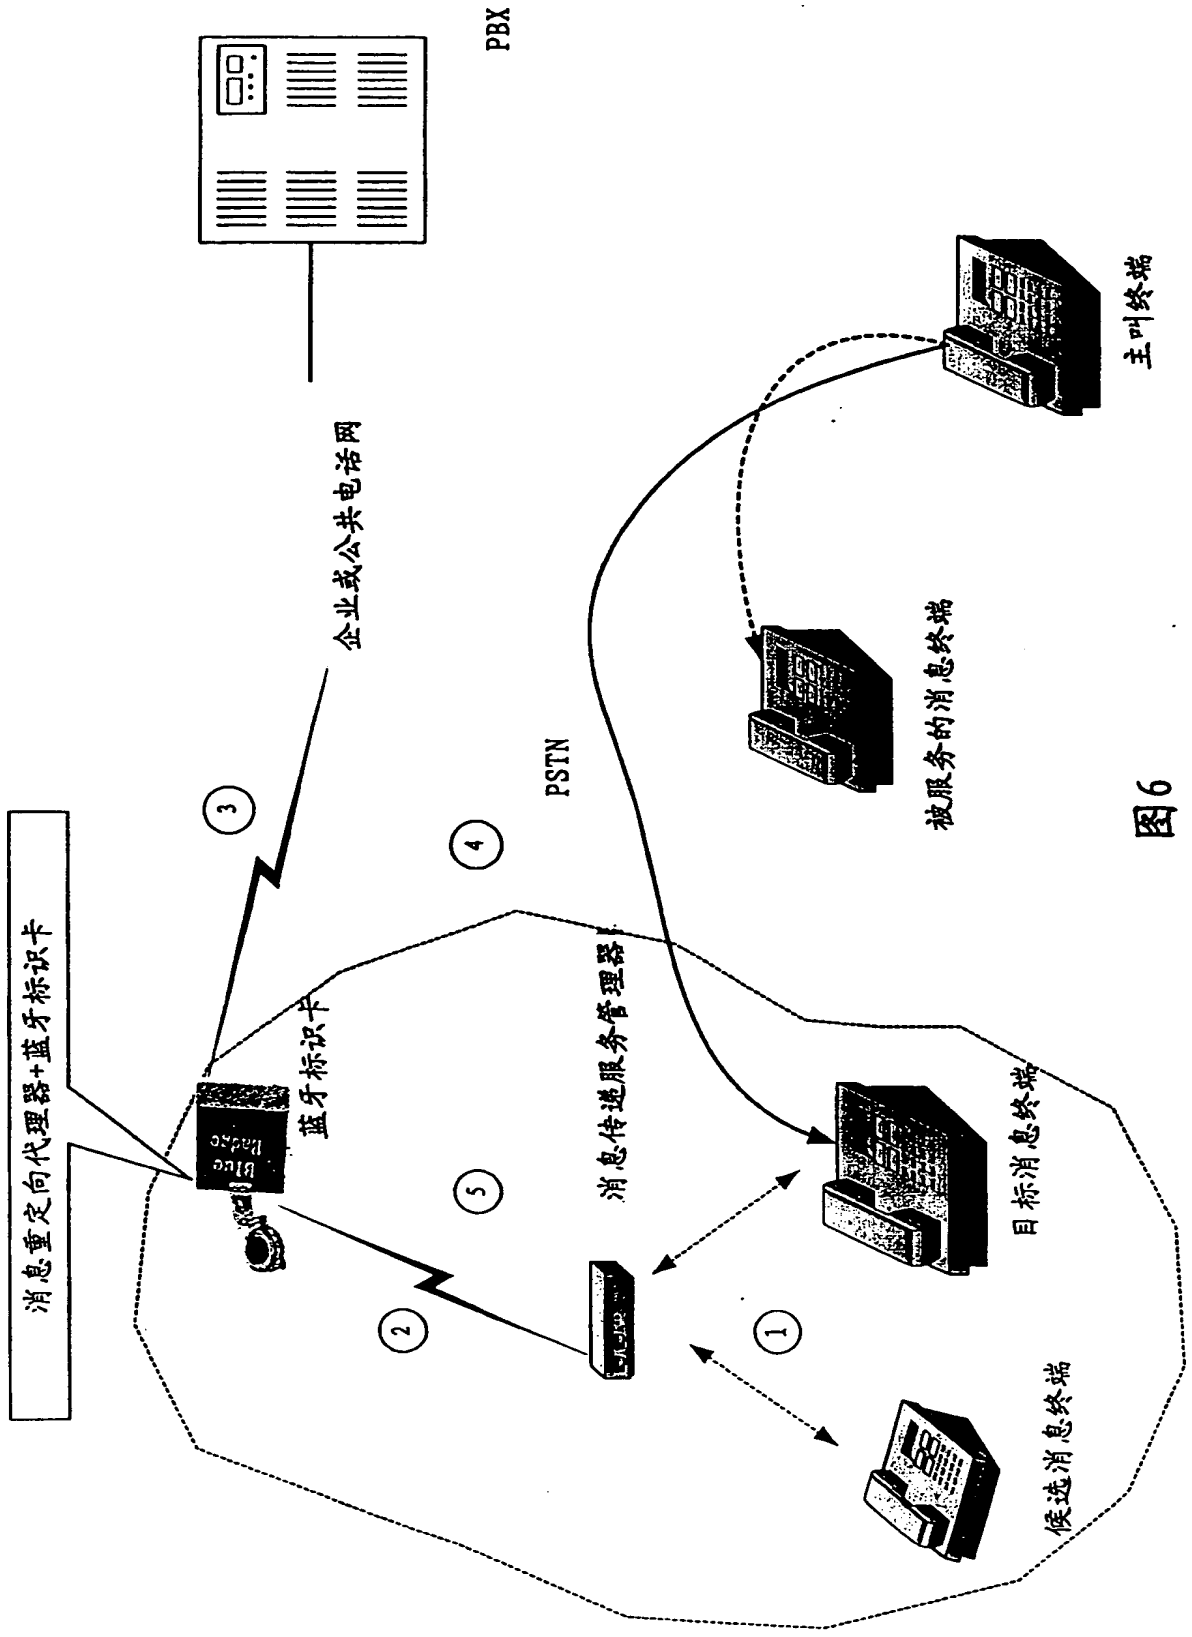 消息重定向代理器+蓝牙标识卡
Blue
Badge
蓝牙标识卡
3
企业或公共电话网
PBX
2
5
4
消息传递服务管理器
PSTN
1
候选消息终端
目标消息终端
被服务的消息终端
主叫终端
图6